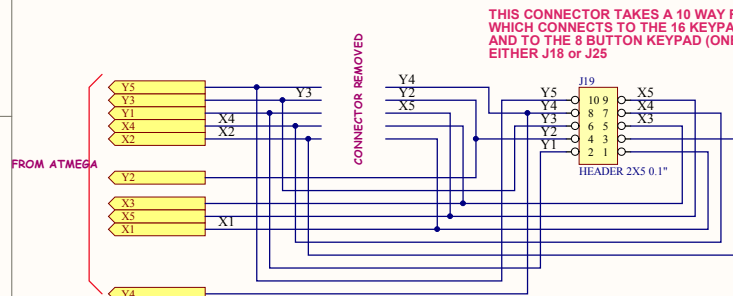 THIS CONNECTOR TAKES A 10 WAY
WHICH CONNECTS TO THE 16 KEYPA
AND TO THE 8 BUTTON KEYPAD (ONE
EITHER J18 or J25
CONNECTOR REMOVED
FROM ATMEGA
Y5
Y3
Y1
X4
X2
Y2
X3
X5
X1
Y4
Y3
X4
X2
X1
Y4
Y2
X5
J19
Y5
Y4
Y3
Y2
Y1
10 9
8 7
6 5
4 3
2 1
X5
X4
X3
HEADER 2X5 0.1"